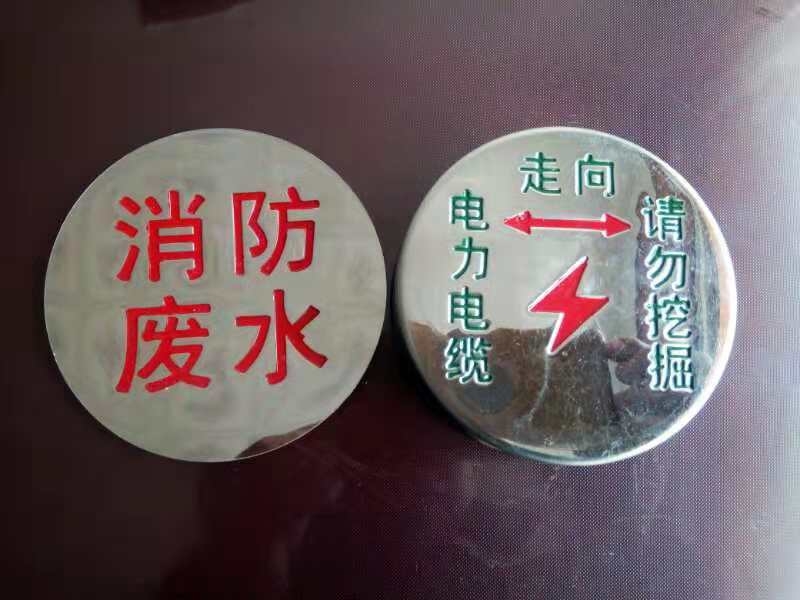 消防
废水
走向
电力电缆
请勿挖掘